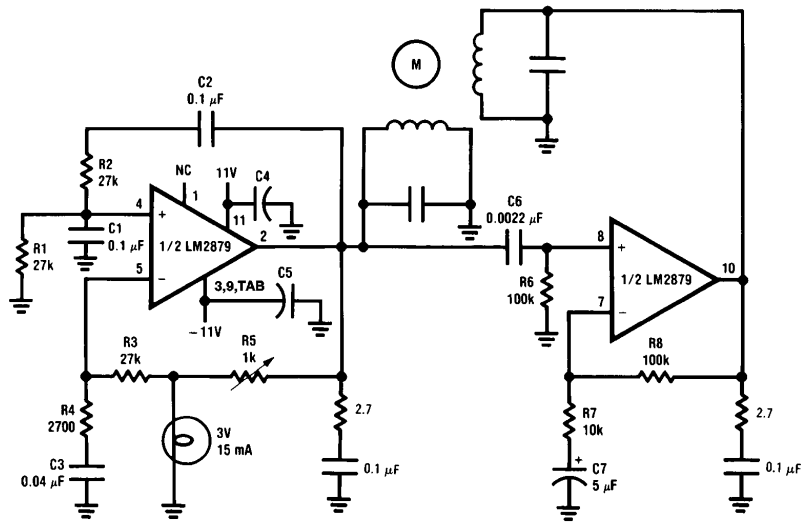 C2
0.1 μF
M
R2
27k
NC
1
11V
C4
4
+
11
C6
0.0022 μF
C1
0.1 μF
1/2 LM2879
2
8
+
R1
27k
5
−
3,9,TAB
C5
−11V
R6
100k
1/2 LM2879
10
7
−
R3
27k
R5
1k
R8
100k
R4
2700
2.7
R7
10k
2.7
3V
15 mA
C3
0.04 μF
0.1 μF
+
C7
5 μF
0.1 μF